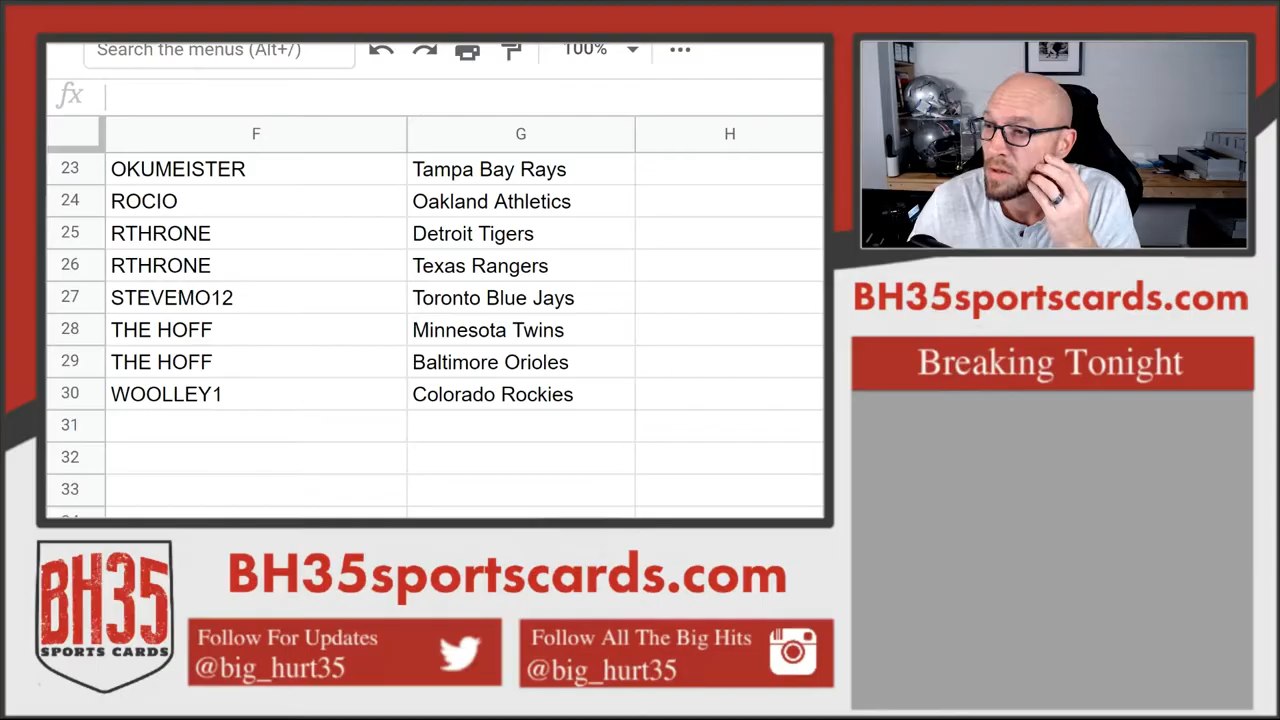 Search the menus (Alt+/)
100%
fx
F G H
23 OKUMEISTER Tampa Bay Rays
24 ROCIO Oakland Athletics
25 RTHRONE Detroit Tigers
26 RTHRONE Texas Rangers
27 STEVEMO12 Toronto Blue Jays
28 THE HOFF Minnesota Twins
29 THE HOFF Baltimore Orioles
30 WOOLLEY1 Colorado Rockies
31
32
33
BH35sportscards.com
Breaking Tonight
BH35
SPORTS CARDS
BH35sportscards.com
Follow For Updates
@big_hurt35
Follow All The Big Hits
@big_hurt35